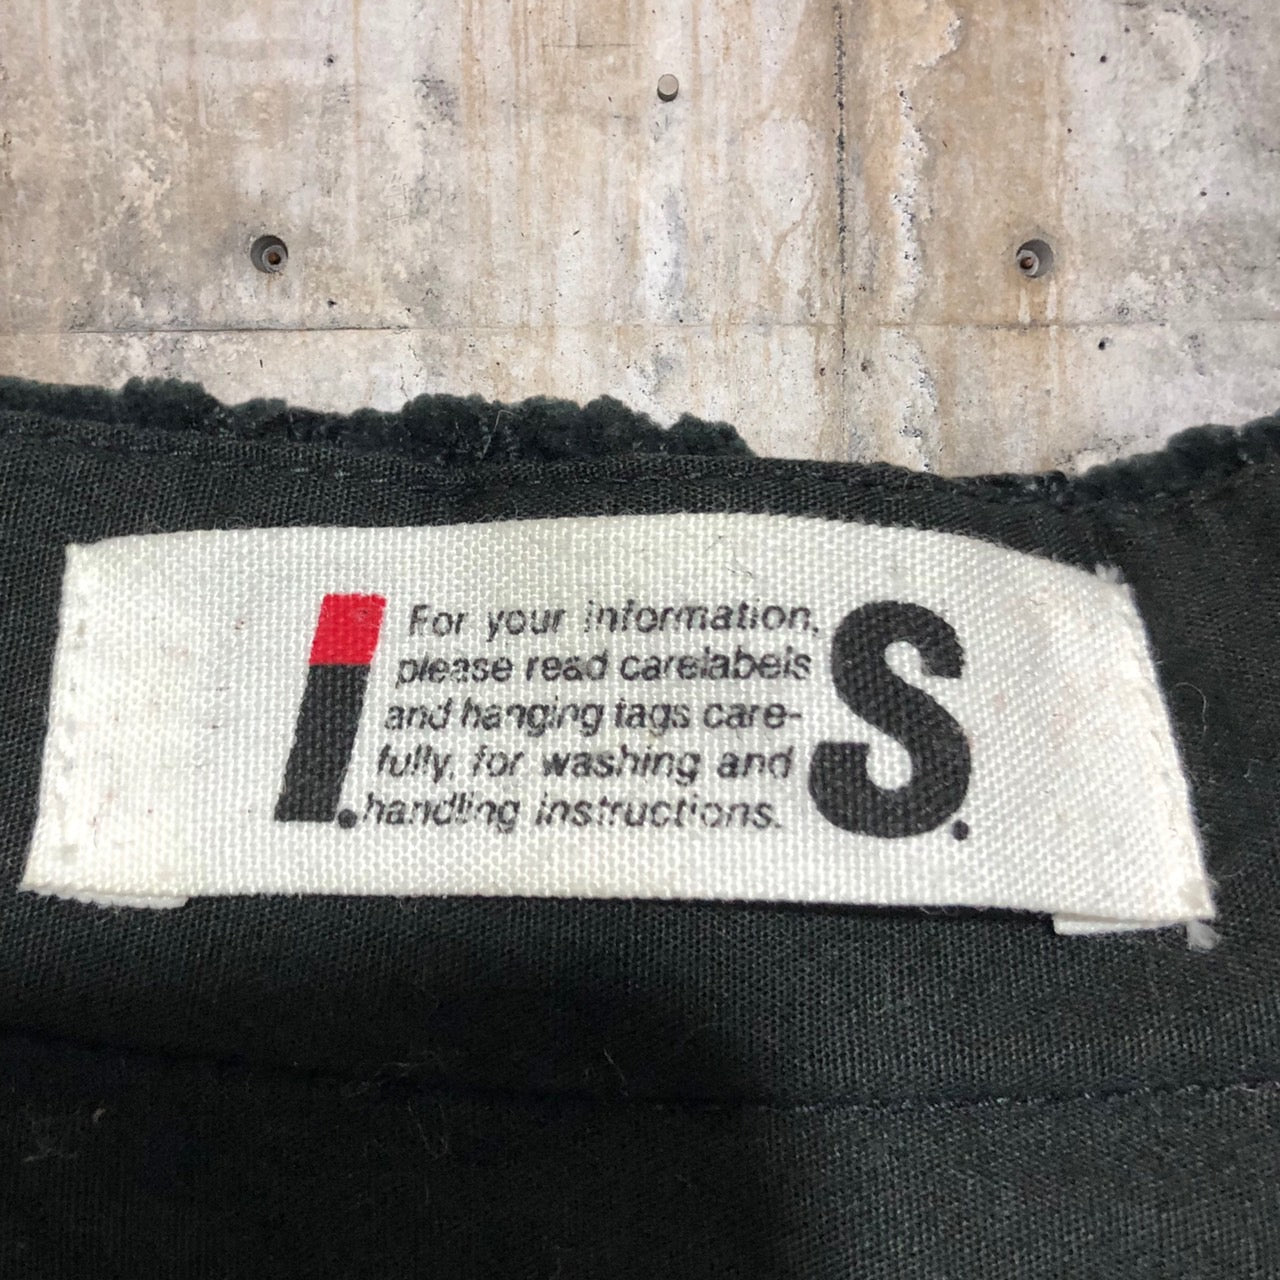 I. S.
For your information,
please read carelabels
and hanging tags care-
fully, for washing and
handling instructions.